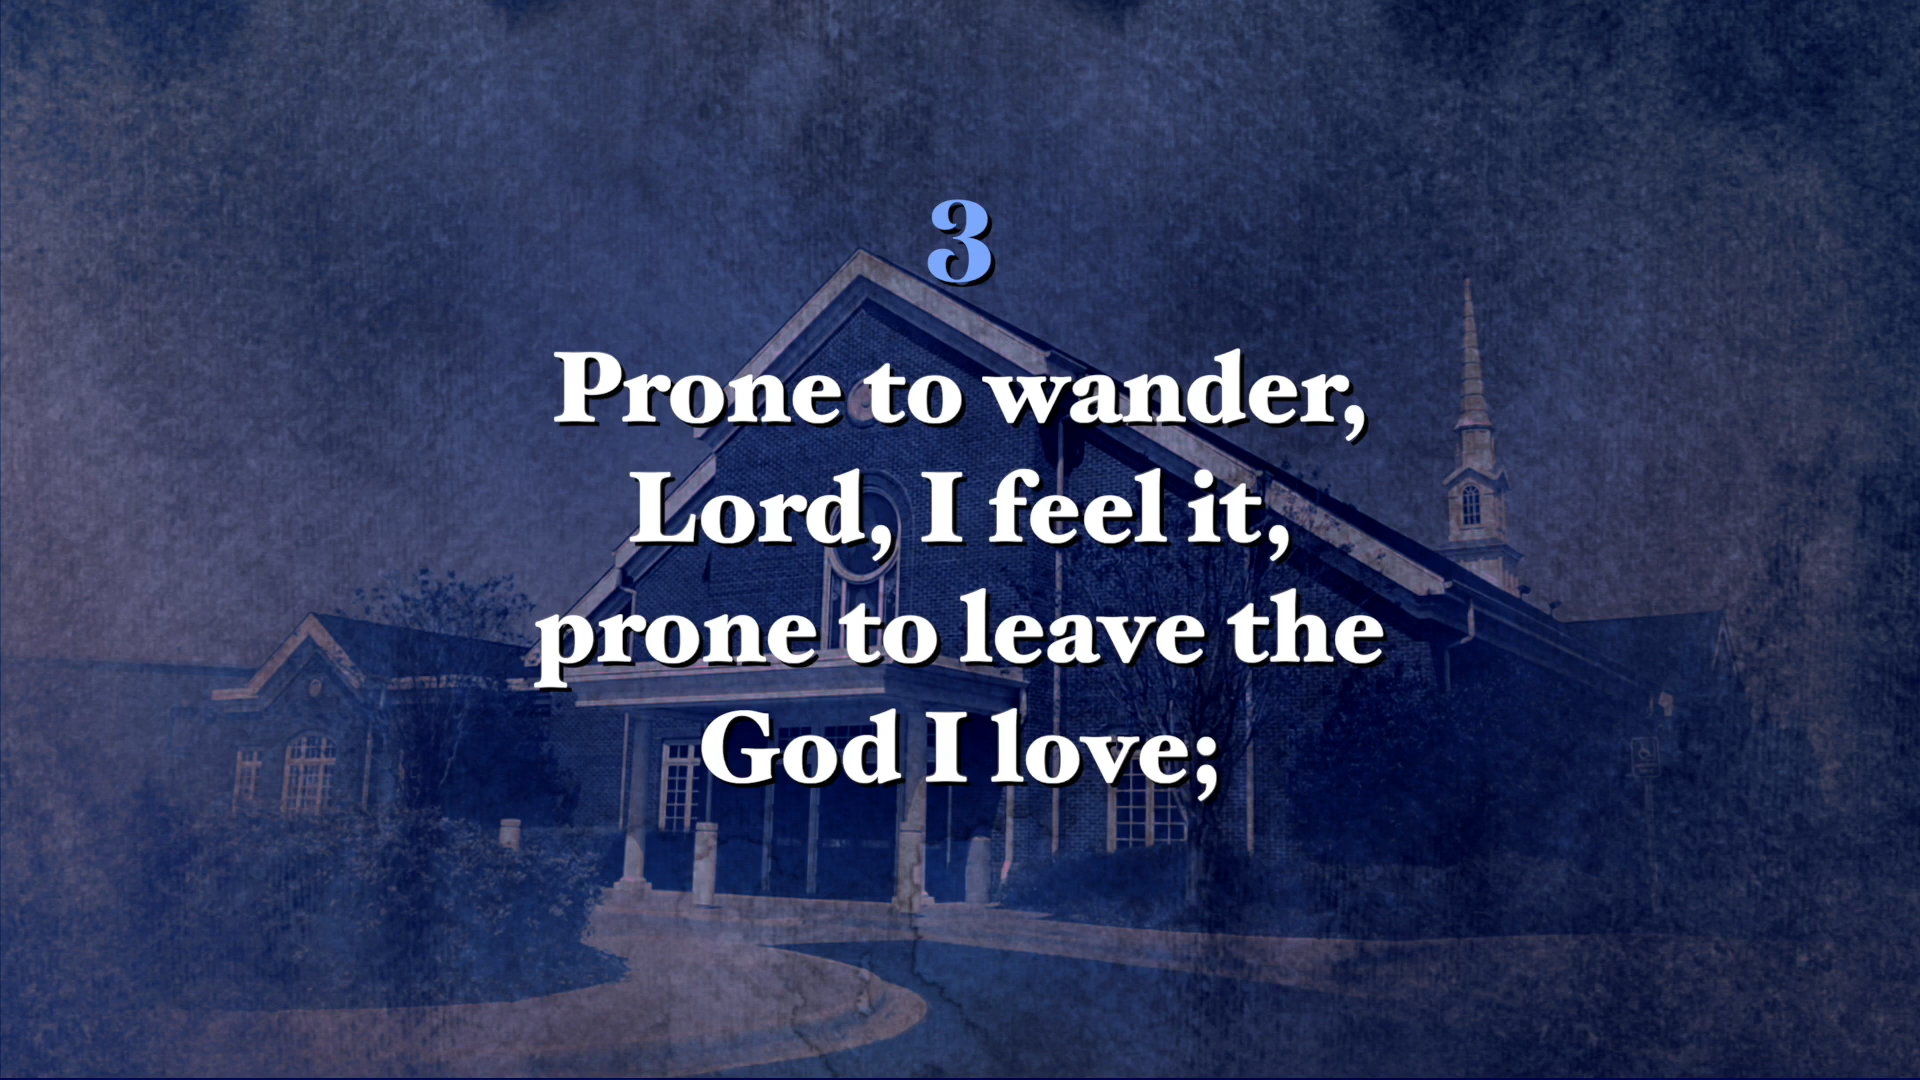 3
Prone to wander,
Lord, I feel it,
prone to leave the
God I love;